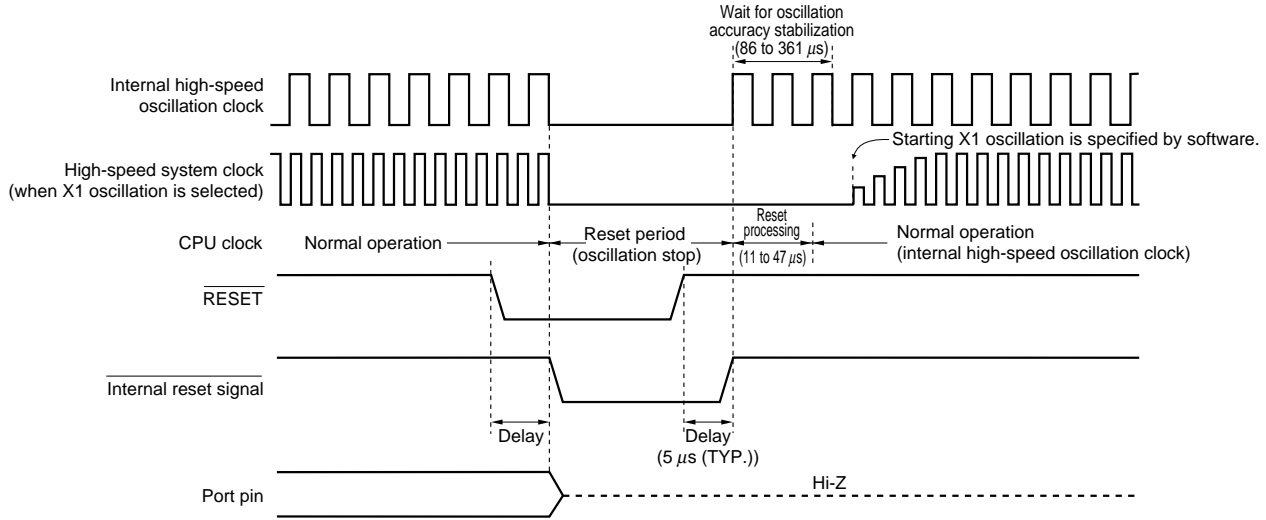 Wait for oscillation
accuracy stabilization
(86 to 361 μs)
Internal high-speed
oscillation clock
Starting X1 oscillation is specified by software.
High-speed system clock
(when X1 oscillation is selected)
CPU clock
Normal operation
Reset period
(oscillation stop)
Reset
processing
(11 to 47 μs)
Normal operation
(internal high-speed oscillation clock)
RESET
Internal reset signal
Delay
Delay
(5 μs (TYP.))
Port pin
Hi-Z